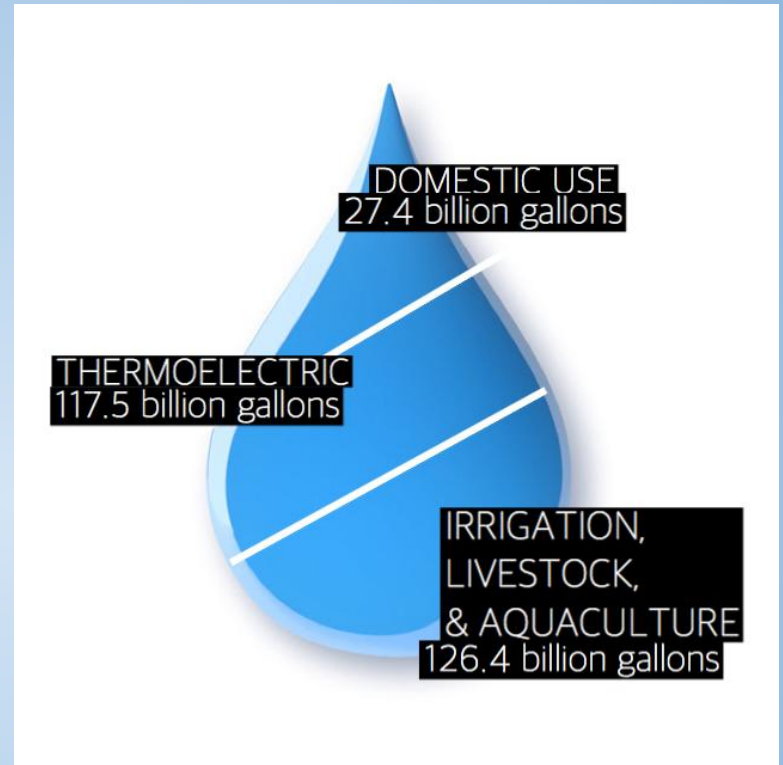 DOMESTIC USE
27.4 billion gallons
THERMOELECTRIC
117.5 billion gallons
IRRIGATION,
LIVESTOCK,
& AQUACULTURE
126.4 billion gallons